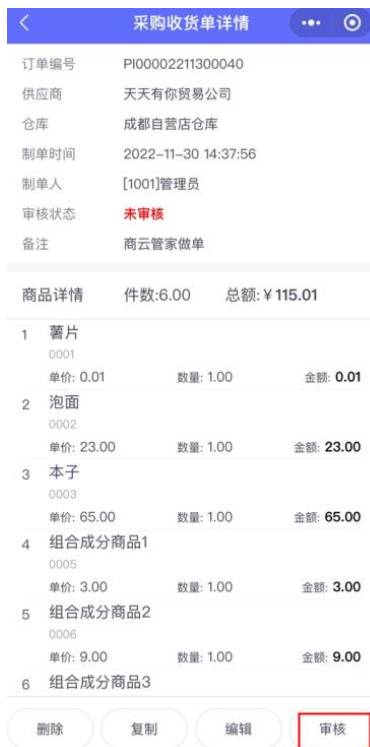 采购收货单详情
订单编号 PI00002211300040
供应商 天天有你贸易公司
仓库 成都自营店仓库
制单时间 2022-11-30 14:37:56
制单人 [1001]管理员
审核状态 未审核
备注 商云管家做单
商品详情 件数:6.00 总额:¥115.01
1 薯片
0001
单价: 0.01 数量: 1.00 金额: 0.01
2 泡面
0002
单价: 23.00 数量: 1.00 金额: 23.00
3 本子
0003
单价: 65.00 数量: 1.00 金额: 65.00
4 组合成分商品1
0005
单价: 3.00 数量: 1.00 金额: 3.00
5 组合成分商品2
0006
单价: 9.00 数量: 1.00 金额: 9.00
6 组合成分商品3
删除 复制 编辑 审核